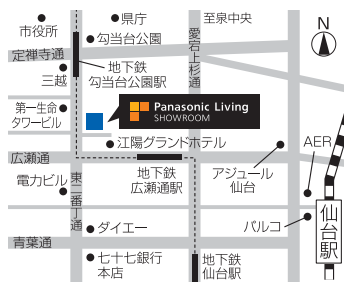 市役所
県庁
至泉中央
N
勾当台公園
定禅寺通
三越
地下鉄
勾当台公園駅
愛宕上杉通
第一生命
タワービル
Panasonic Living
SHOWROOM
江陽グランドホテル
広瀬通
AER
電力ビル
東二番丁通
地下鉄
広瀬通駅
アジュール
仙台
ダイエー
パルコ
仙台駅
青葉通
七十七銀行
本店
地下鉄
仙台駅